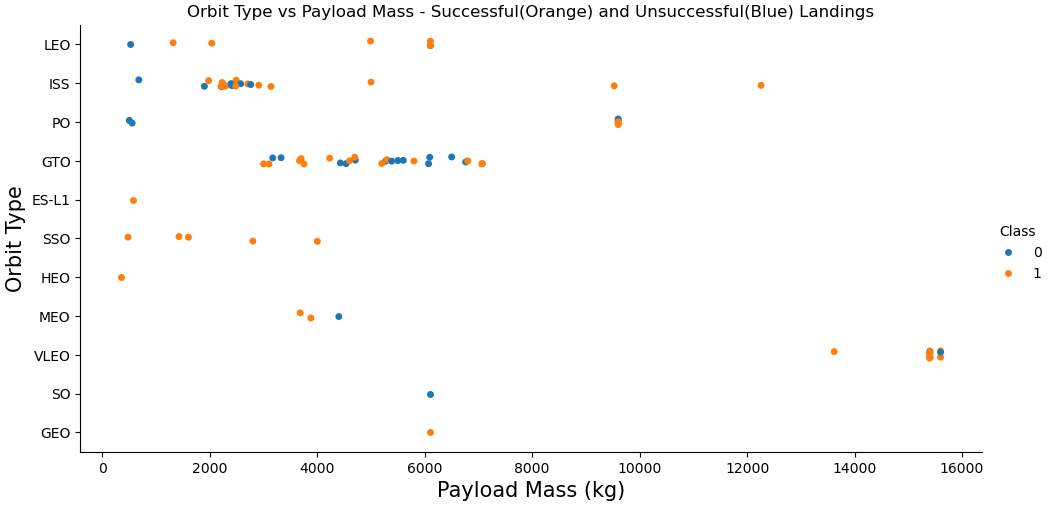 Orbit Type vs Payload Mass - Successful(Orange) and Unsuccessful(Blue) Landings
Orbit Type
LEO
ISS
PO
GTO
ES-L1
SSO
HEO
MEO
VLEO
SO
GEO
0 2000 4000 6000 8000 10000 12000 14000 16000
Payload Mass (kg)
Class
0
1